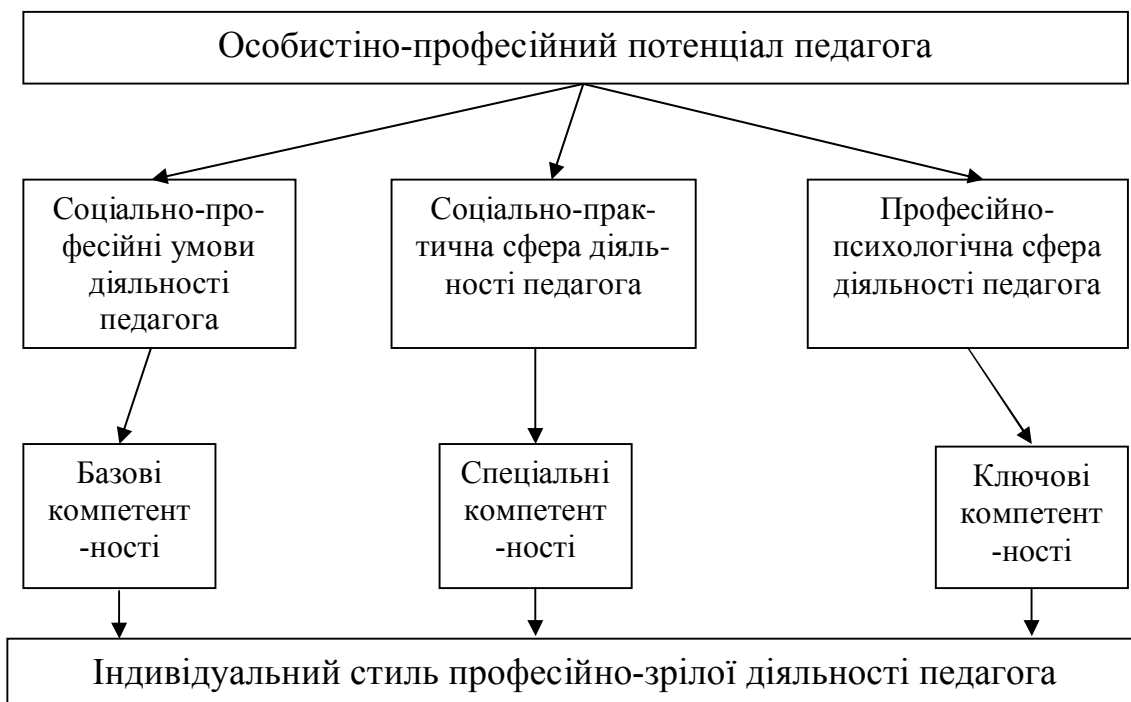 Особистіно-професійний потенціал педагога
Соціально-про-
фесійні умови
діяльності
педагога
Соціально-прак-
тична сфера діяль-
ності педагога
Професійно-
психологічна сфера
діяльності педагога
Базові
компетент
-ності
Спеціальні
компетент
-ності
Ключові
компетент
-ності
Індивідуальний стиль професійно-зрілої діяльності педагога